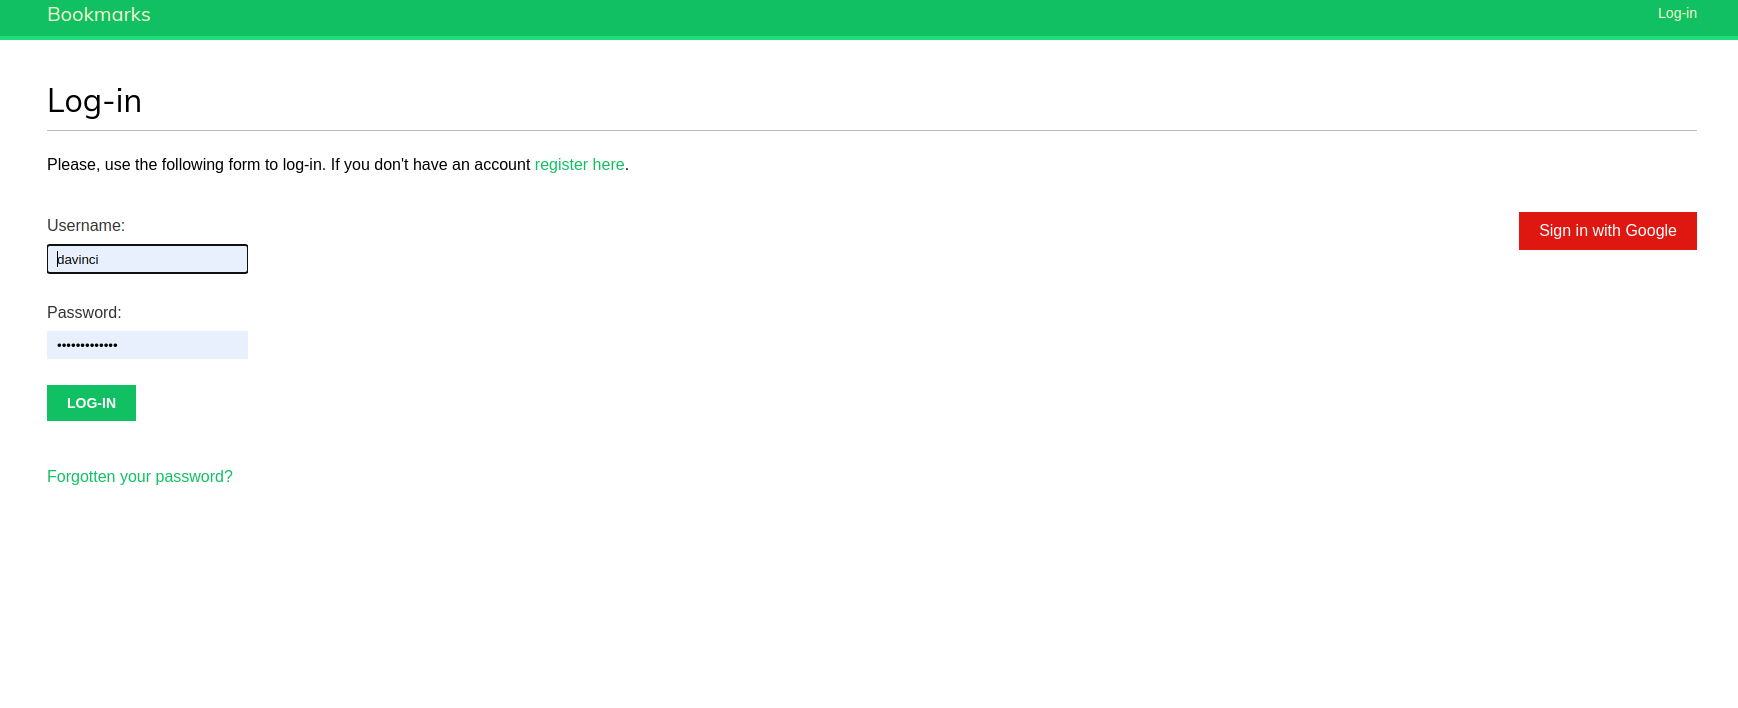 Bookmarks
Log-in
Log-in
Please, use the following form to log-in. If you don't have an account register here.
Username:
Sign in with Google
davinci
Password:
•••••••••••••
LOG-IN
Forgotten your password?